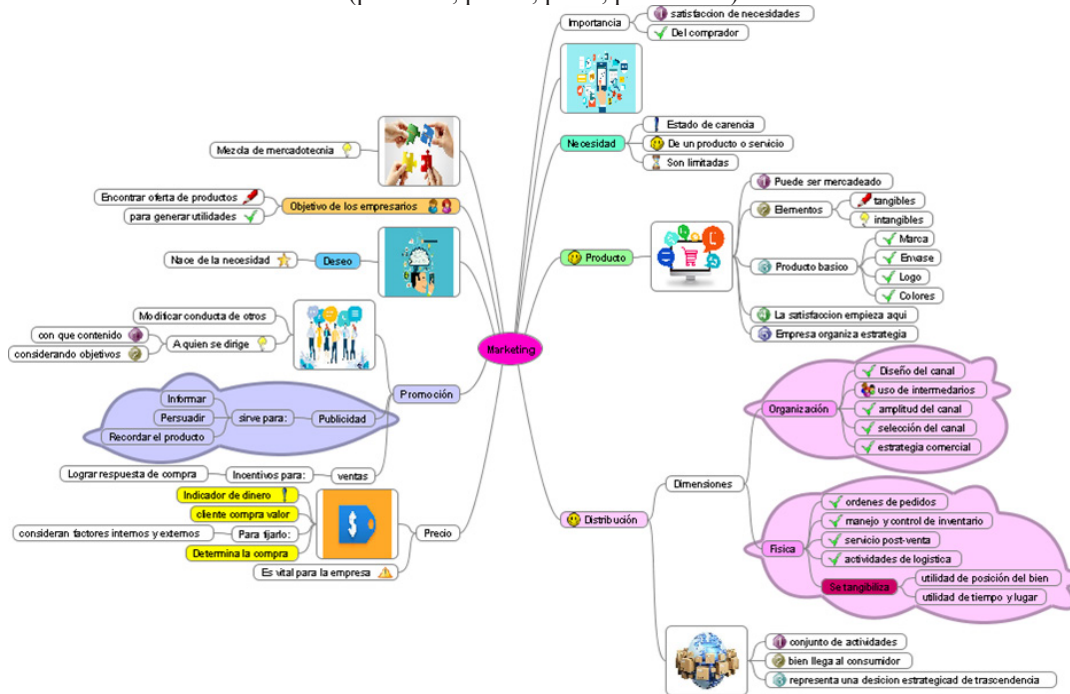 Importancia
satisfaccion de necesidades
Del comprador
Necesidad
Estado de carencia
De un producto o servicio
Son limitadas
Producto
Puede ser mercadeado
Elementos
tangibles
intangibles
Producto basico
Marca
Envase
Logo
Colores
La satisfaccion empieza aqui
Empresa organiza estrategia
Marketing
Mezcla de mercadotecnia
Objetivo de los empresarios
Encontrar oferta de productos
para generar utilidades
Deseo
Nace de la necesidad
Promoción
Modificar conducta de otros
A quien se dirige
con que contenido
considerando objetivos
Publicidad
sirve para:
Informar
Persuadir
Recordar el producto
ventas
Incentivos para:
Lograr respuesta de compra
Precio
Indicador de dinero
cliente compra valor
Para fijarlo:
consideran factores internos y externos
Determina la compra
Es vital para la empresa
Distribución
Dimensiones
Organización
Diseño del canal
uso de intermedarios
amplitud del canal
selección del canal
estrategia comercial
Fisica
ordenes de pedidos
manejo y control de inventario
servicio post-venta
actividades de logistica
Se tangibiliza
utilidad de posición del bien
utilidad de tiempo y lugar
conjunto de actividades
bien llega al consumidor
representa una desicion estrategicad de trascendencia